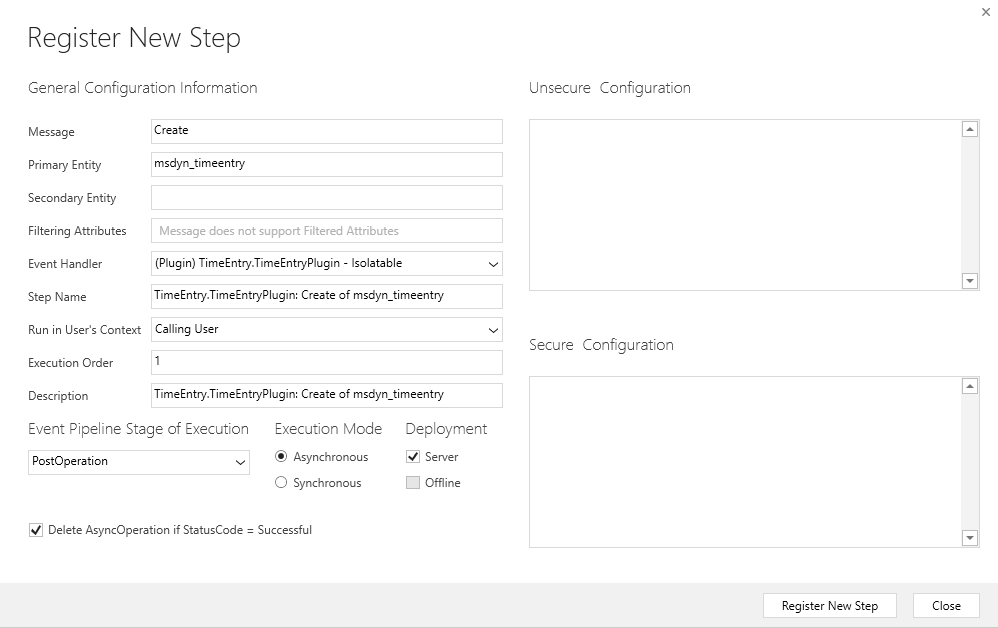 Register New Step
General Configuration Information
Message
Create
Primary Entity
msdyn_timeentry
Secondary Entity
Filtering Attributes
Message does not support Filtered Attributes
Event Handler
(Plugin) TimeEntry.TimeEntryPlugin - Isolatable
Step Name
TimeEntry.TimeEntryPlugin: Create of msdyn_timeentry
Run in User's Context
Calling User
Execution Order
1
Description
TimeEntry.TimeEntryPlugin: Create of msdyn_timeentry
Event Pipeline Stage of Execution
PostOperation
Execution Mode
Asynchronous
Synchronous
Deployment
Server
Offline
Delete AsyncOperation if StatusCode = Successful
Unsecure Configuration
Secure Configuration
Register New Step
Close